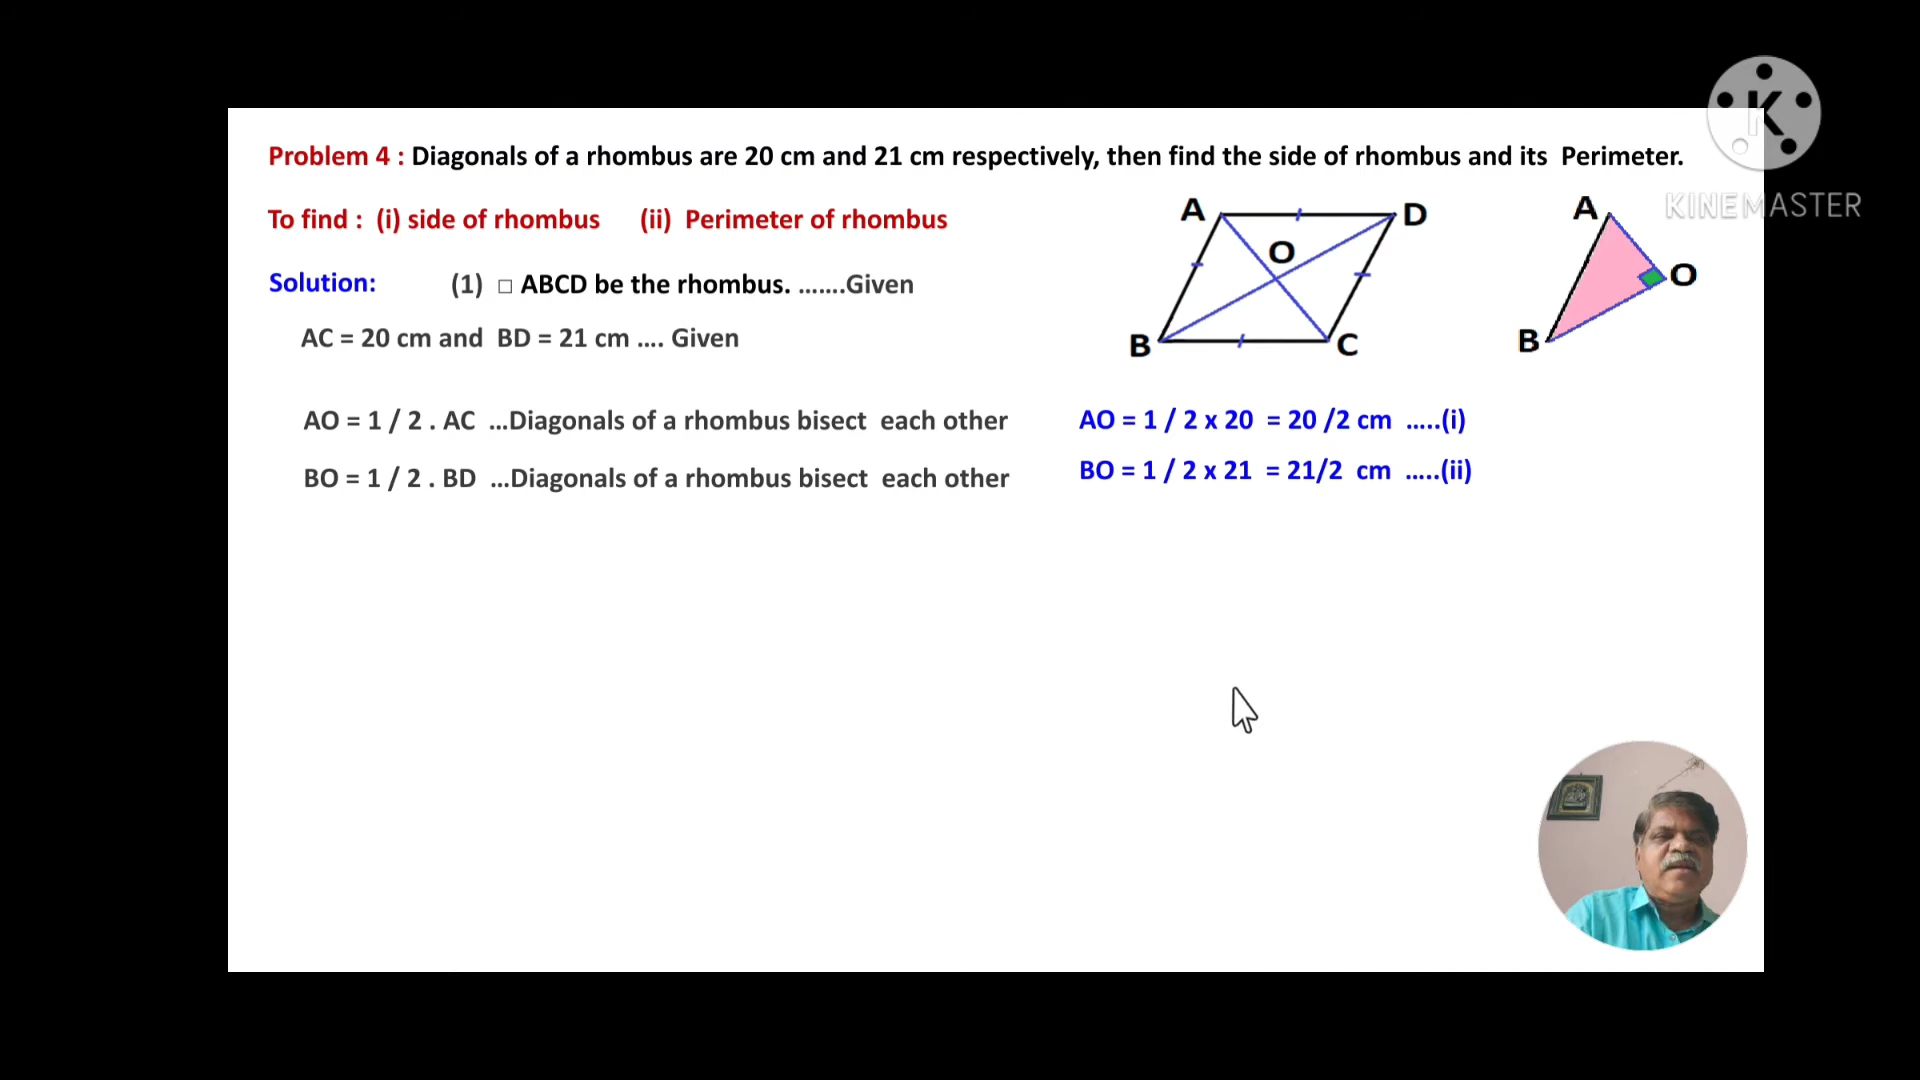 K
KINEMASTER
Problem 4 : Diagonals of a rhombus are 20 cm and 21 cm respectively, then find the side of rhombus and its Perimeter.
To find : (i) side of rhombus (ii) Perimeter of rhombus
A D
O
B C
A
O
B
Solution: (1) □ ABCD be the rhombus. .......Given
AC = 20 cm and BD = 21 cm .... Given
AO = 1 / 2 . AC ...Diagonals of a rhombus bisect each other
AO = 1 / 2 x 20 = 20 /2 cm .....(i)
BO = 1 / 2 . BD ...Diagonals of a rhombus bisect each other
BO = 1 / 2 x 21 = 21/2 cm .....(ii)